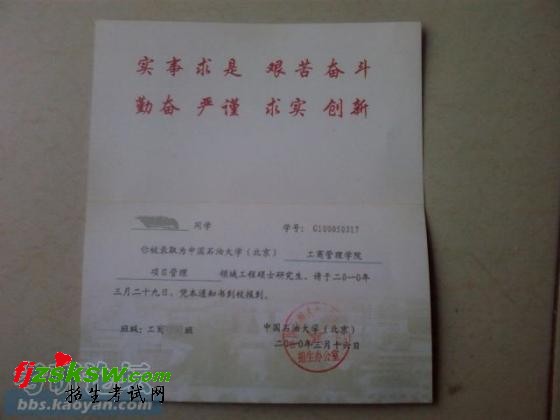 实事求是 艰苦奋斗
勤奋 严谨 求实 创新
同学 学号: G100050317
你被录取为中国石油大学(北京) 工商管理学院
项目管理 领域工程硕士研究生。请于二0一0年
三月二十九日,凭本通知书到校报到。
班级: 工商 班
中国石油大学(北京)
二0一0年三月十六日
招生办公室
fjzsksw.com
招生考试网
bbs.kaoyan.com